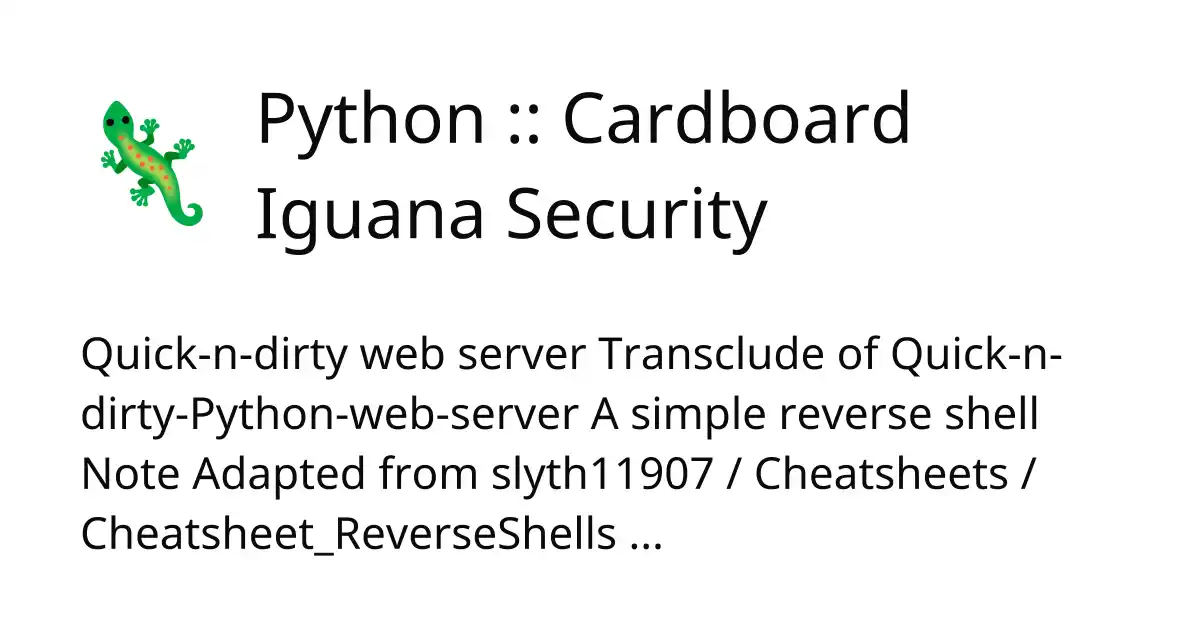 Python :: Cardboard
Iguana Security
Quick-n-dirty web server Transclude of Quick-n-
dirty-Python-web-server A simple reverse shell
Note Adapted from slyth11907 / Cheatsheets /
Cheatsheet_ReverseShells ...